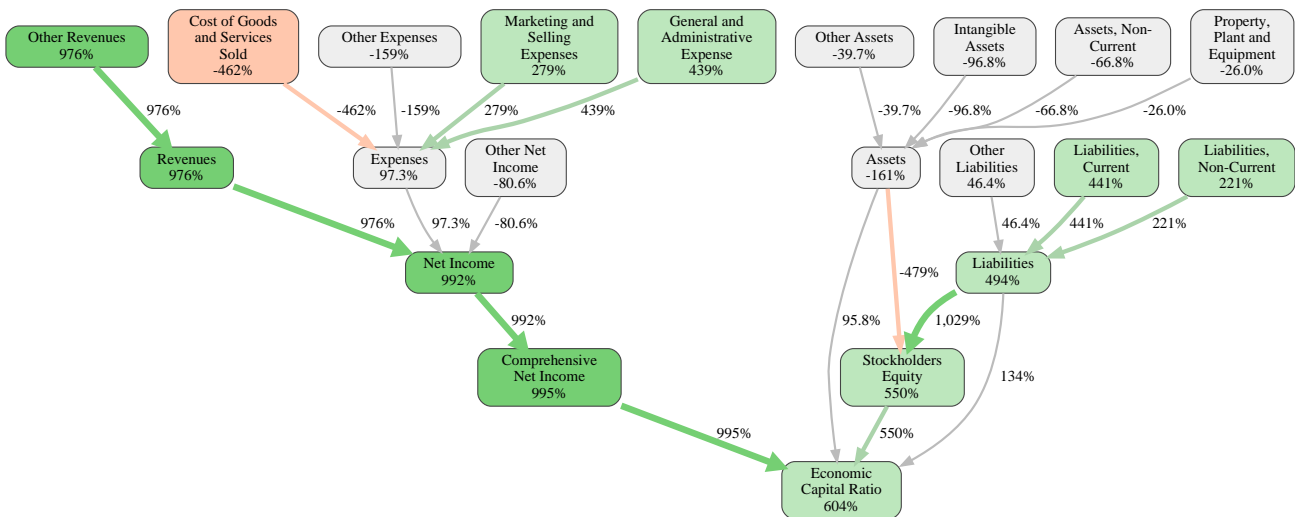 Other Revenues
976%
Cost of Goods
and Services
Sold
-462%
Other Expenses
-159%
Marketing and
Selling
Expenses
279%
General and
Administrative
Expense
439%
Other Assets
-39.7%
Intangible
Assets
-96.8%
Assets, Non-
Current
-66.8%
Property,
Plant and
Equipment
-26.0%
976%
-462%
-159%
279%
439%
-39.7%
-96.8%
-66.8%
-26.0%
Revenues
976%
Expenses
97.3%
Other Net
Income
-80.6%
Assets
-161%
Other
Liabilities
46.4%
Liabilities,
Current
441%
Liabilities,
Non-Current
221%
976%
97.3%
-80.6%
46.4%
441%
221%
Net Income
992%
-479%
Liabilities
494%
992%
95.8%
1,029%
Comprehensive
Net Income
995%
Stockholders
Equity
550%
134%
995%
550%
Economic
Capital Ratio
604%